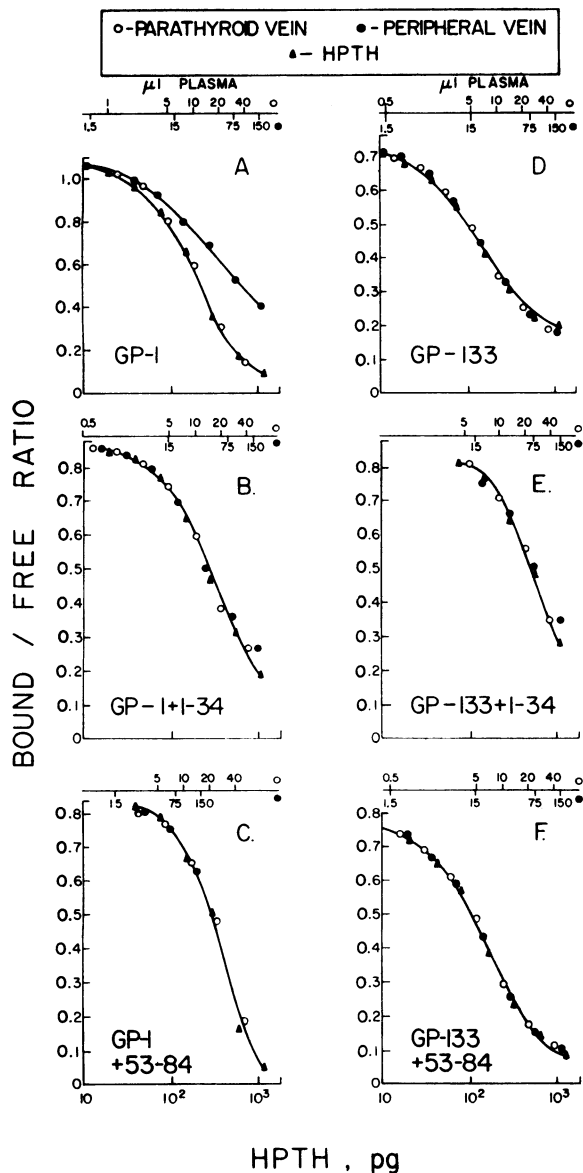 ○-PARATHYROID VEIN ●-PERIPHERAL VEIN
▲-HPTH
μl PLASMA
1 5 10 20 40 ○
1.5 15 75 150 ●
A
1.0
0.8
0.6
0.4
0.2
0
GP-1
μl PLASMA
0.5 5 10 20 40 ○
1.5 15 75 150 ●
D
0.7
0.6
0.5
0.4
0.3
0.2
0.1
0
GP-133
0.5 5 10 20 40 ○
15 75 150 ●
B.
0.8
0.7
0.6
0.5
0.4
0.3
0.2
0.1
0
GP-1+1-34
5 10 20 40 ○
15 75 150 ●
E.
0.8
0.7
0.6
0.5
0.4
0.3
0.2
0.1
0
GP-133+1-34
5 10 20 40 ○
15 75 150 ●
C.
0.8
0.7
0.6
0.5
0.4
0.3
0.2
0.1
0
GP-1
+53-84
10 10² 10³
0.5 5 10 20 40 ○
1.5 15 75 150 ●
F.
0.8
0.7
0.6
0.5
0.4
0.3
0.2
0.1
0
GP-133
+53-84
10 10² 10³
BOUND / FREE RATIO
HPTH, pg